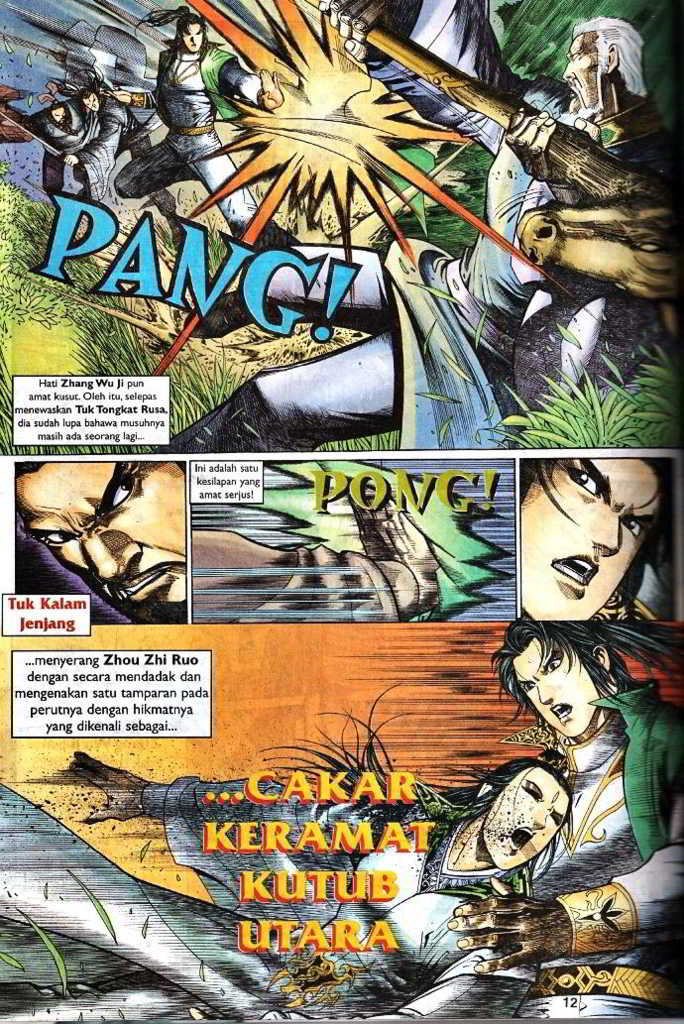 PANG!
Hati Zhang Wu Ji pun
amat kusut. Oleh itu, selepas
menewaskan Tuk Tongkat Rusa,
dia sudah lupa bahawa musuhnya
masih ada seorang lagi...
Tuk Kalam
Jenjang
Ini adalah satu
kesilapan yang
amat serjus!
PONG!
...menyerang Zhou Zhi Ruo
dengan secara mendadak dan
mengenakan satu tamparan pada
perutnya dengan hikmatnya
yang dikenali sebagai...
...CAKAR
KERAMAT
KUTUB
UTARA
12